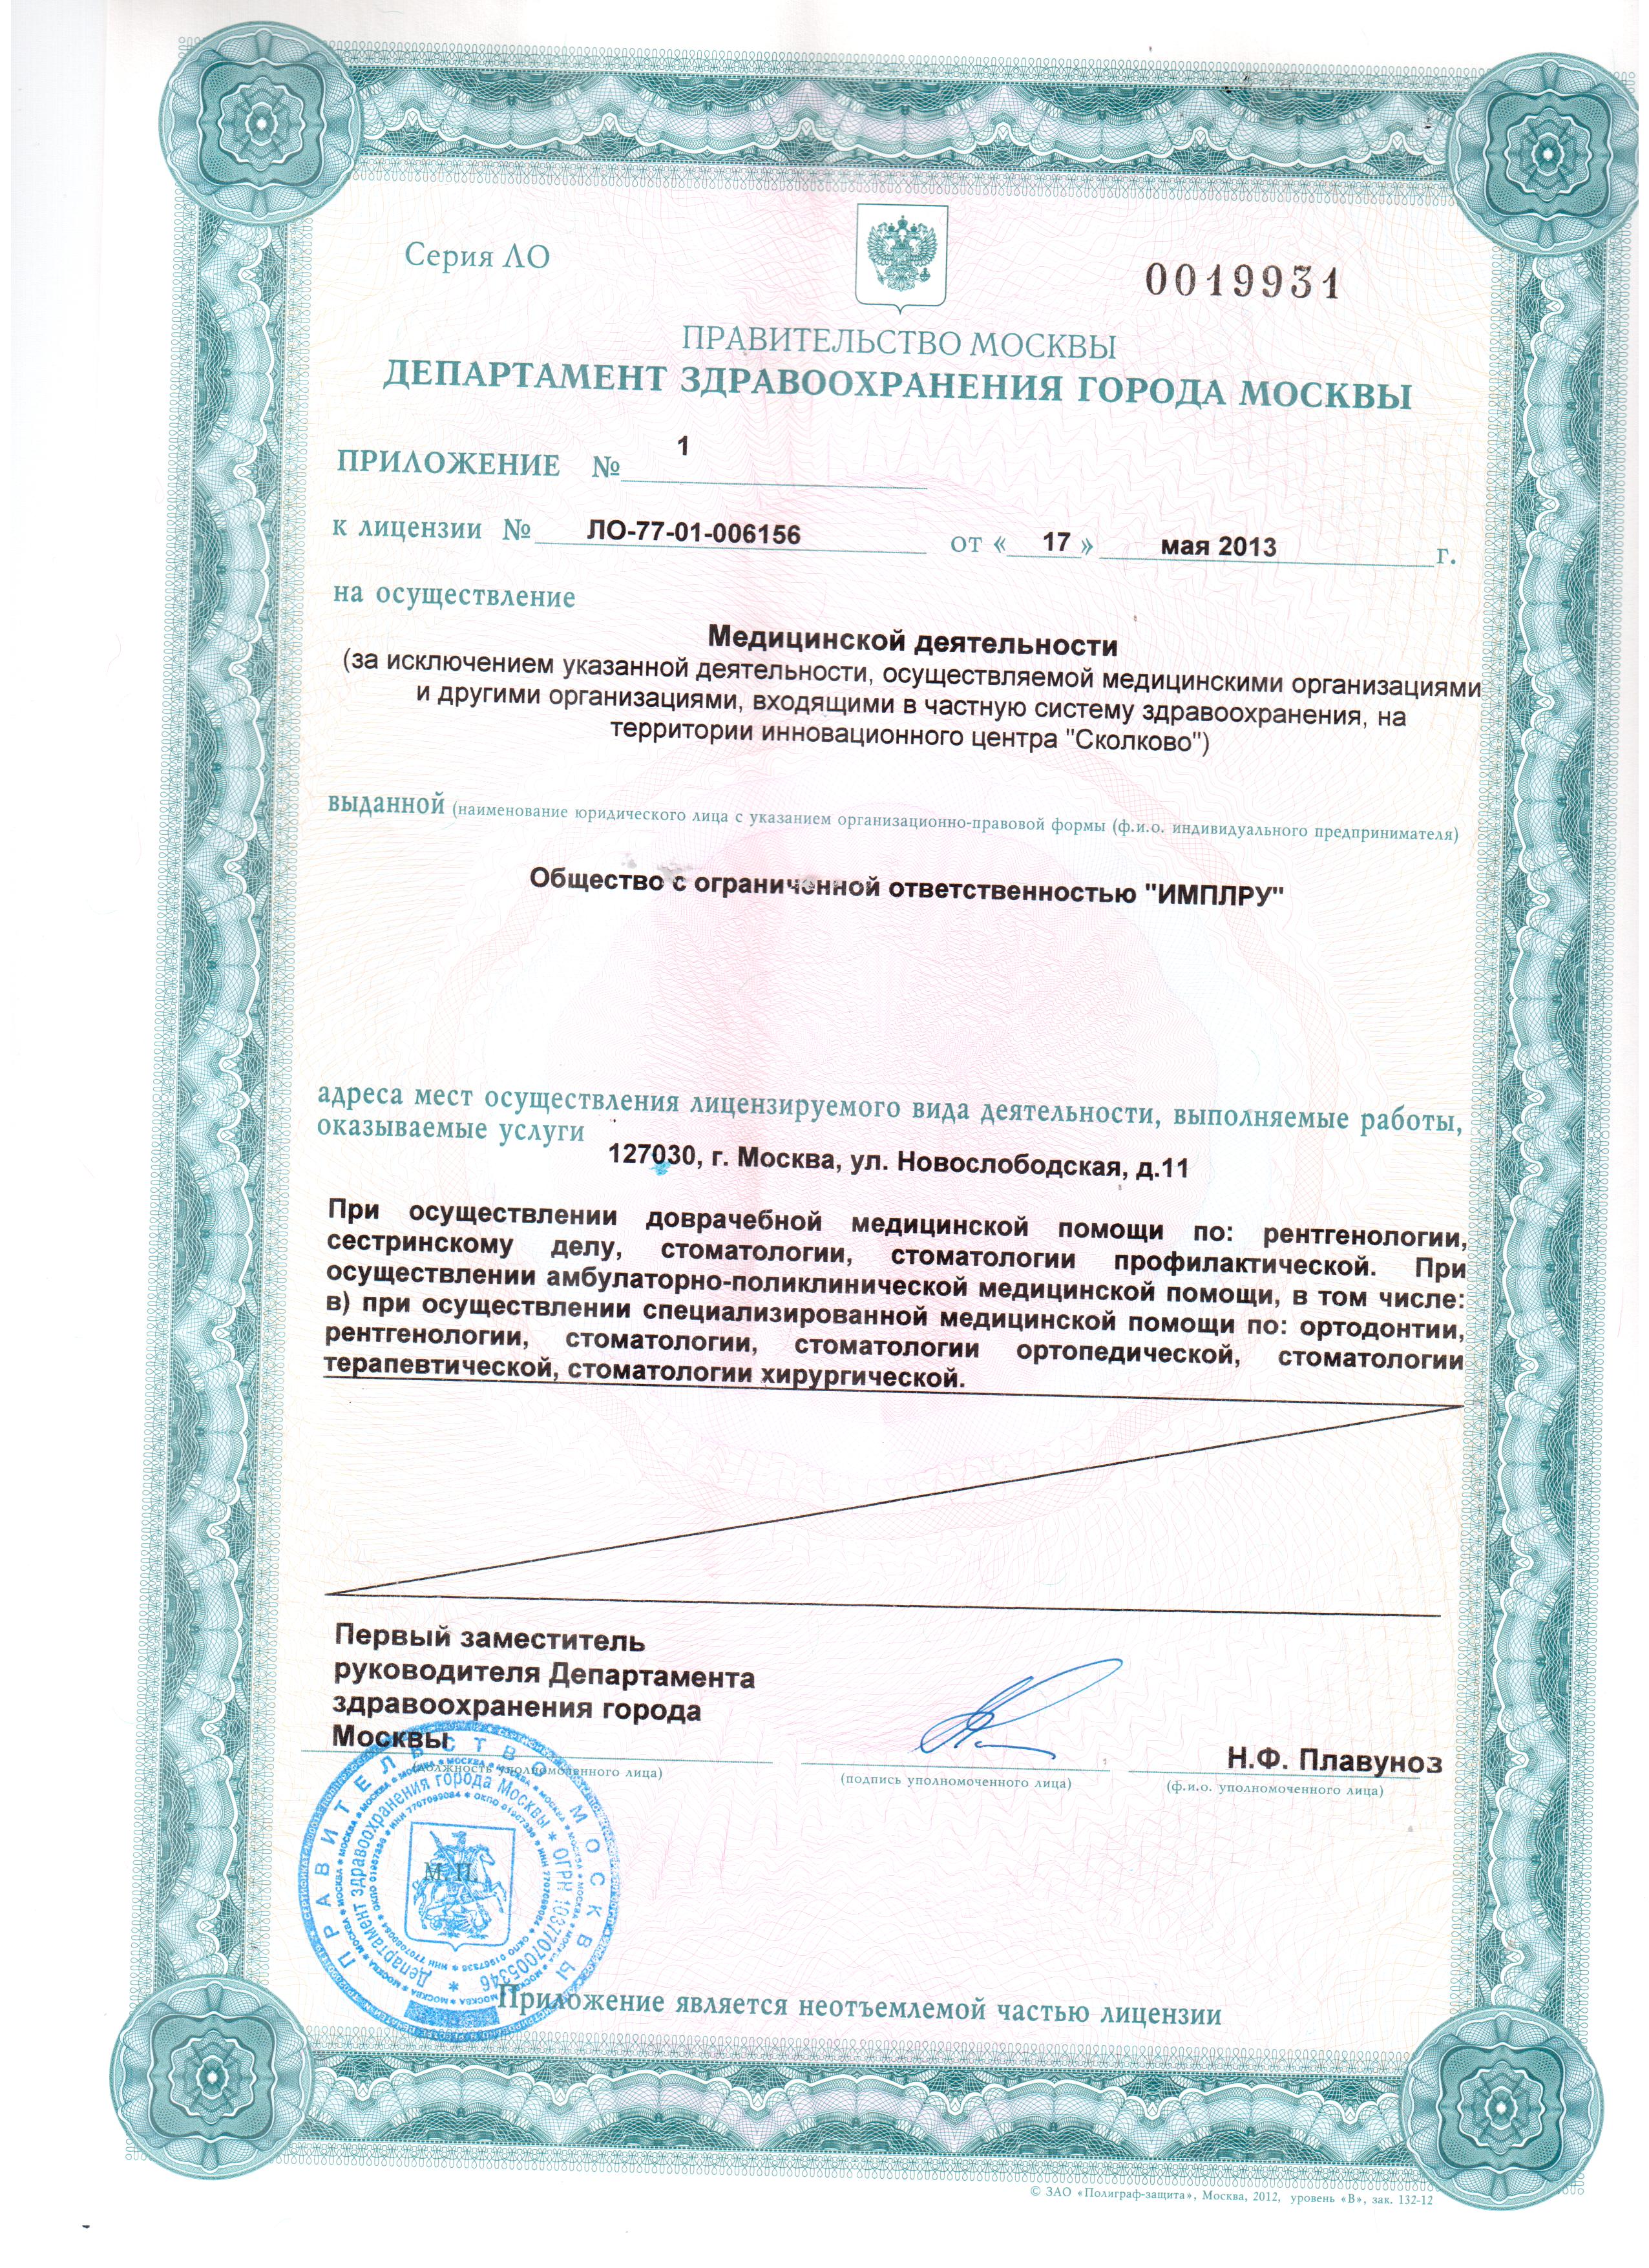 Серия ЛО
0019931
ПРАВИТЕЛЬСТВО МОСКВЫ
ДЕПАРТАМЕНТ ЗДРАВООХРАНЕНИЯ ГОРОДА МОСКВЫ
ПРИЛОЖЕНИЕ № 1
к лицензии № ЛО-77-01-006156 от « 17 » мая 2013 г.
на осуществление
Медицинской деятельности
(за исключением указанной деятельности, осуществляемой медицинскими организациями
и другими организациями, входящими в частную систему здравоохранения, на
территории инновационного центра "Сколково")
выданной (наименование юридического лица с указанием организационно-правовой формы (ф.и.о. индивидуального предпринимателя)
Общество с ограниченной ответственностью "ИМПЛРУ"
адреса мест осуществления лицензируемого вида деятельности, выполняемые работы,
оказываемые услуги
127030, г. Москва, ул. Новослободская, д.11
При осуществлении доврачебной медицинской помощи по: рентгенологии,
сестринскому делу, стоматологии, стоматологии профилактической. При
осуществлении амбулаторно-поликлинической медицинской помощи, в том числе:
в) при осуществлении специализированной медицинской помощи по: ортодонтии,
рентгенологии, стоматологии, стоматологии ортопедической, стоматологии
терапевтической, стоматологии хирургической.
Первый заместитель
руководителя Департамента
здравоохранения города
Москвы
Н.Ф. Плавуноз
(должность уполномоченного лица)
(подпись уполномоченного лица)
(ф.и.о. уполномоченного лица)
ПРАВИТЕЛЬСТВО МОСКВЫ
Департамент здравоохранения города Москвы * ОГРН 1037707005346 *
ИНН 7707089084 * ОКПО 01967336
М. П.
Приложение является неотъемлемой частью лицензии
© ЗАО «Полиграф-защита», Москва, 2012, уровень «В», зак. 132-12